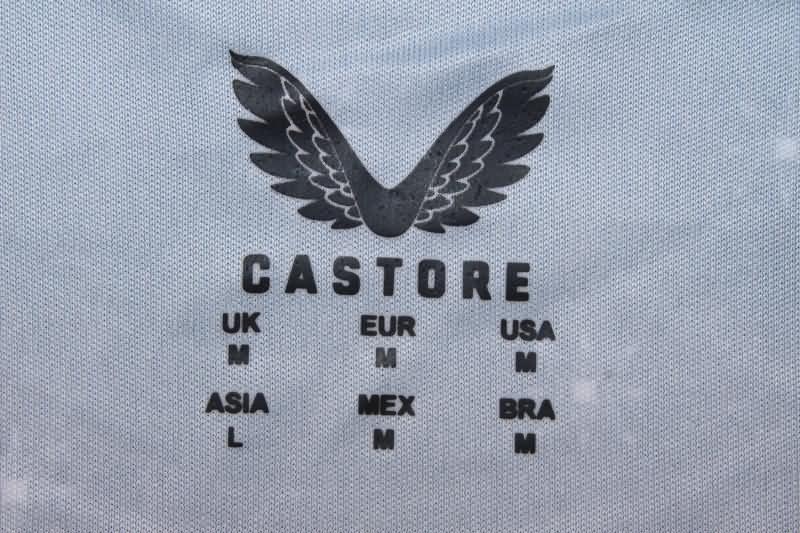 CASTORE
UK EUR USA
M M M
ASIA MEX BRA
L M M